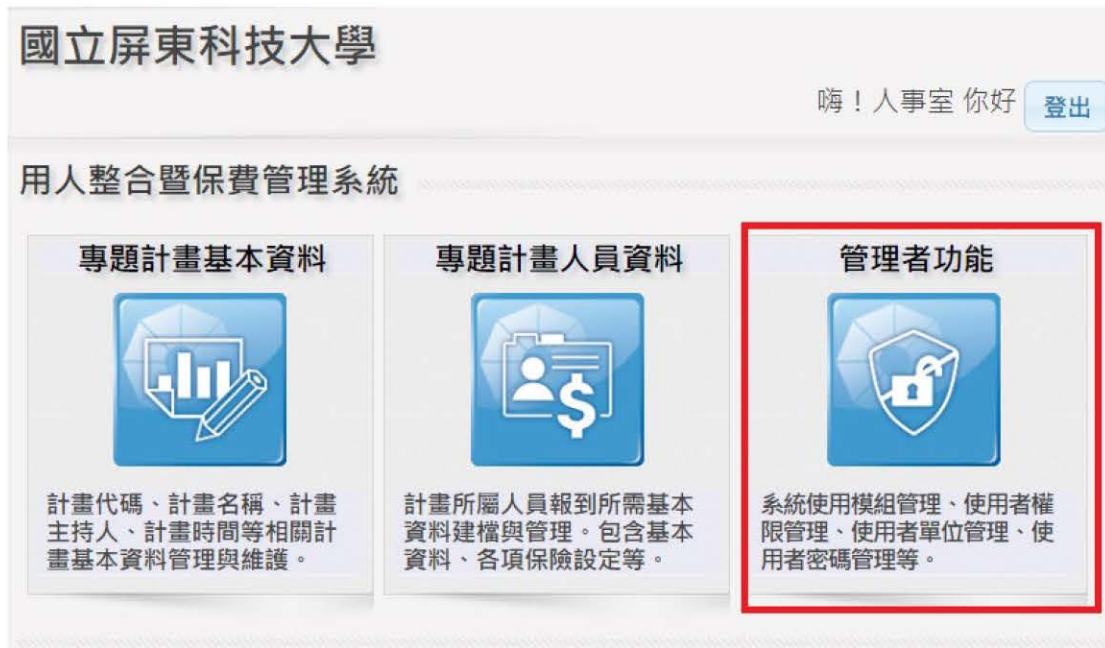 國立屏東科技大學
嗨！人事室 你好 登出
用人整合暨保費管理系統
專題計畫基本資料
計畫代碼、計畫名稱、計畫
主持人、計畫時間等相關計
畫基本資料管理與維護。
專題計畫人員資料
計畫所屬人員報到所需基本
資料建檔與管理。包含基本
資料、各項保險設定等。
管理者功能
系統使用模組管理、使用者權
限管理、使用者單位管理、使
用者密碼管理等。